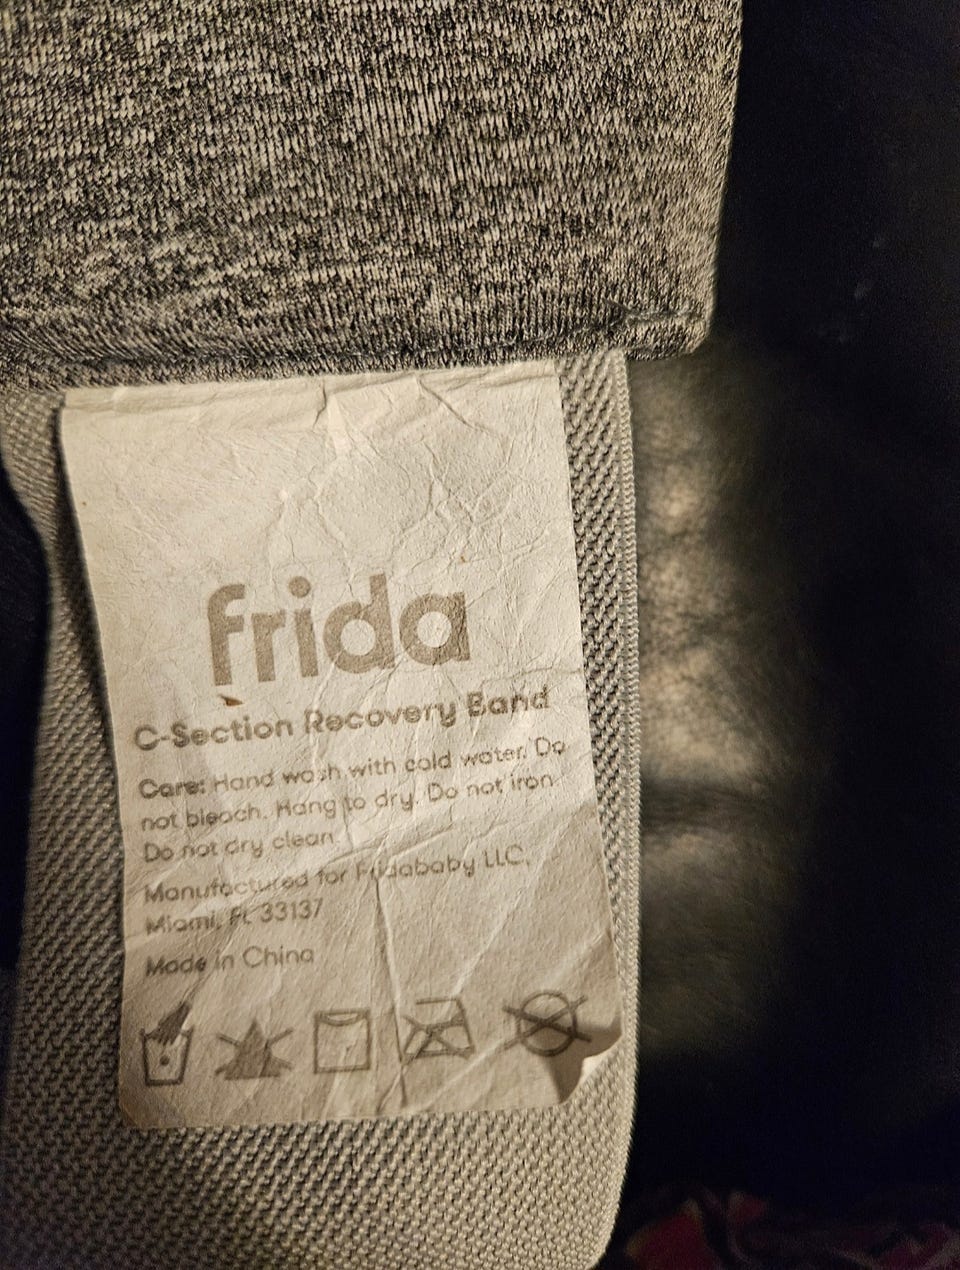 frida
C-Section Recovery Band
Care: Hand wash with cold water. Do
not bleach. Hang to dry. Do not iron.
Do not dry clean.
Manufactured for Fridababy LLC,
Miami, FL 33137
Made in China